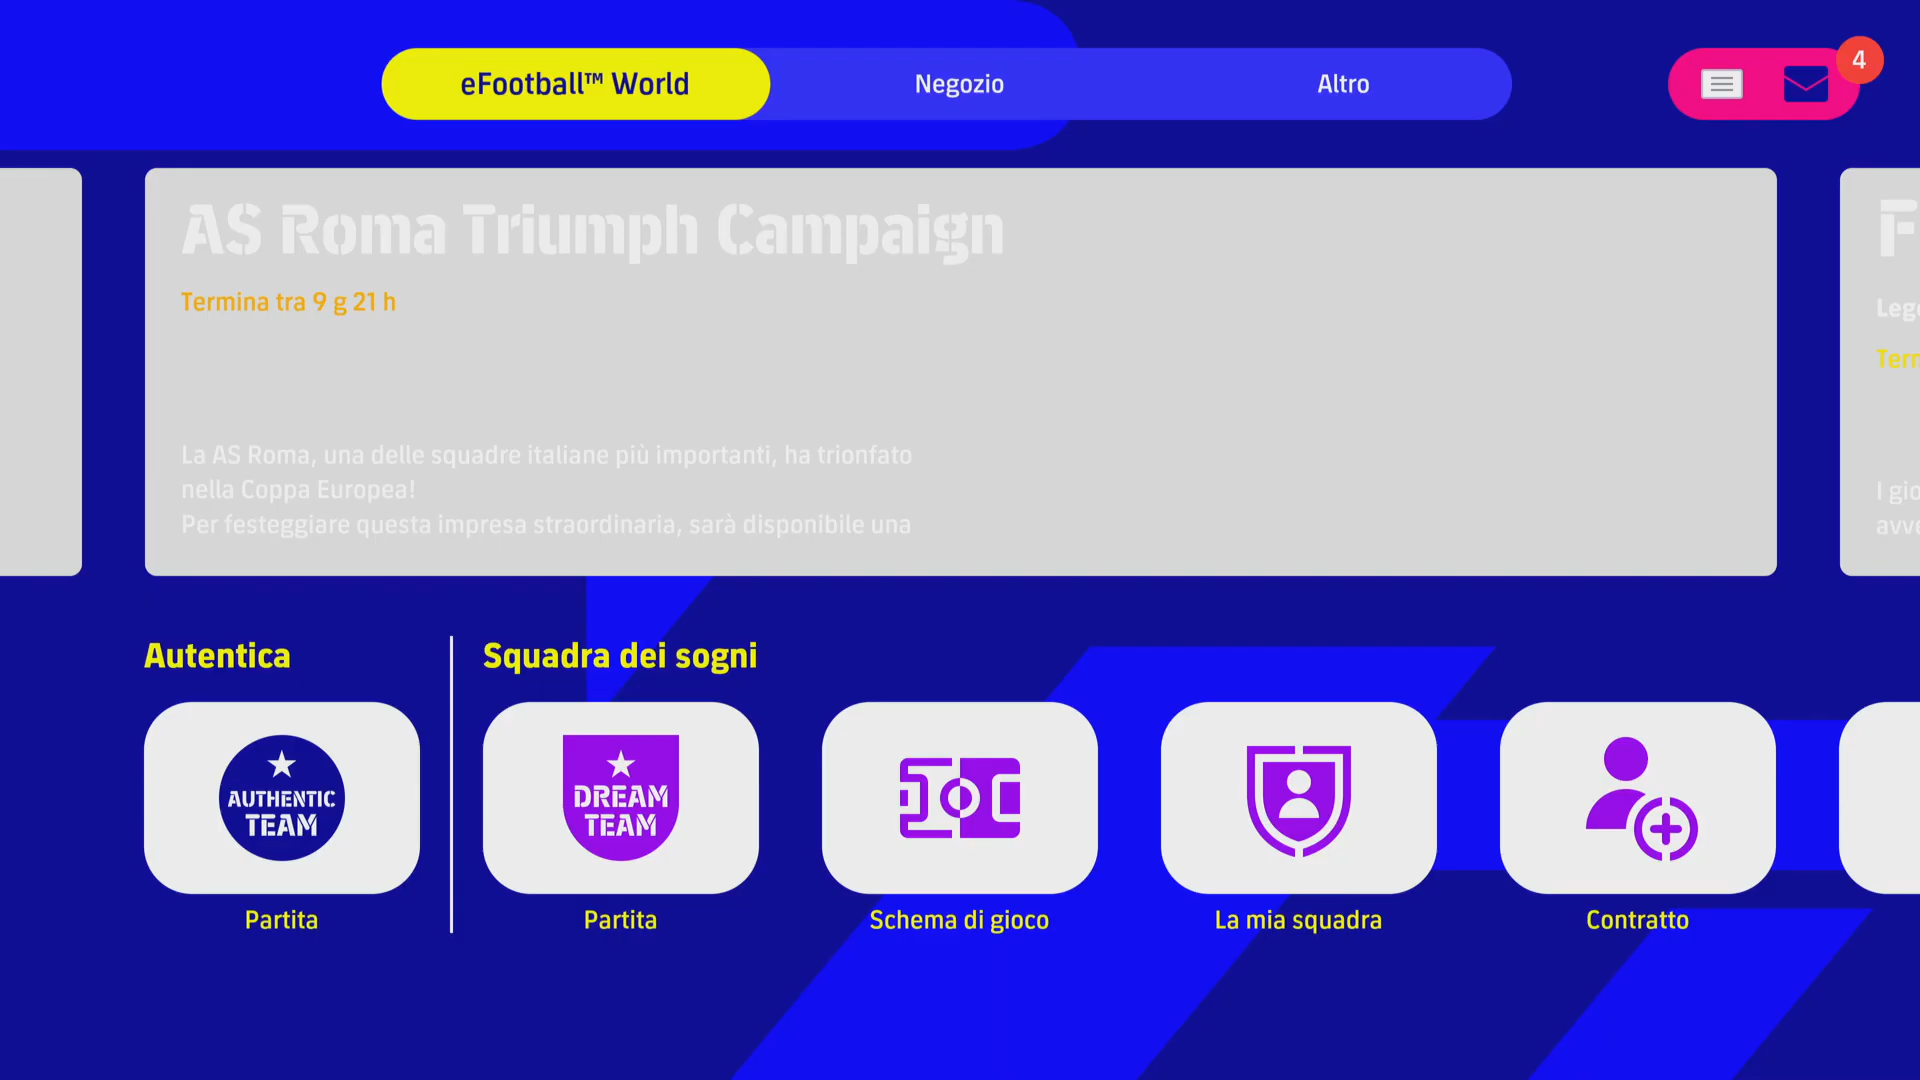 eFootball™ World
Negozio
Altro
4
AS Roma Triumph Campaign
Termina tra 9 g 21 h
La AS Roma, una delle squadre italiane più importanti, ha trionfato
nella Coppa Europea!
Per festeggiare questa impresa straordinaria, sarà disponibile una
Autentica
Squadra dei sogni
AUTHENTIC
TEAM
DREAM
TEAM
Partita
Partita
Schema di gioco
La mia squadra
Contratto